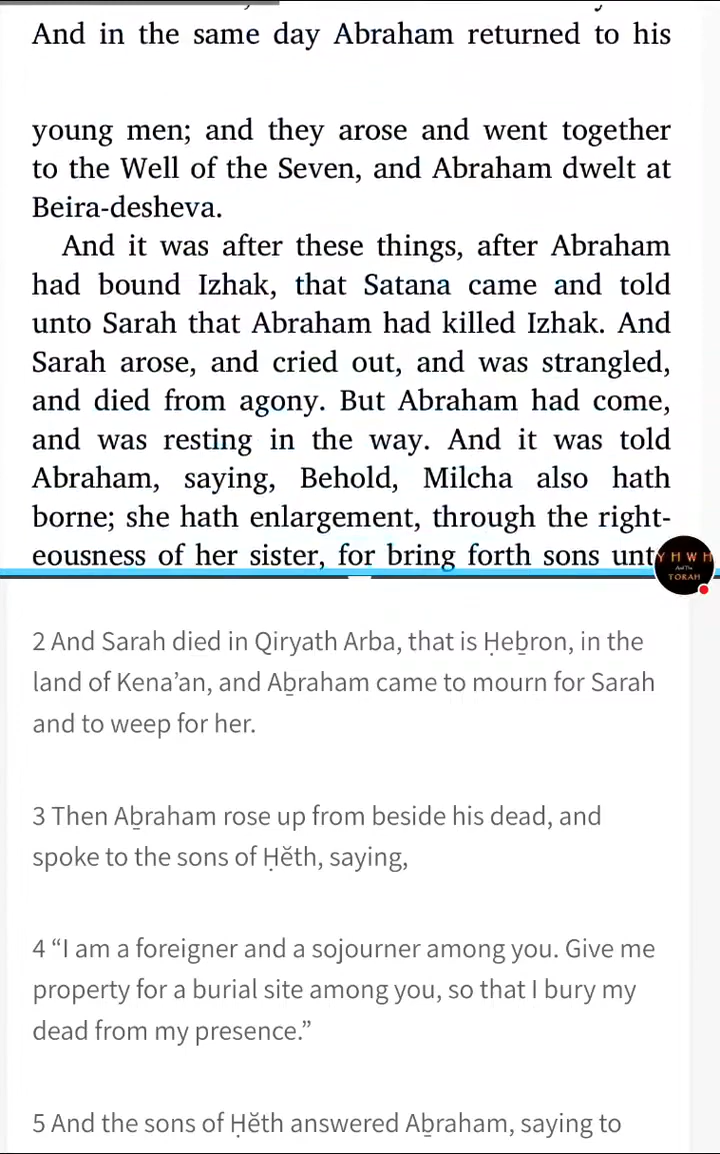 And in the same day Abraham returned to his
young men; and they arose and went together
to the Well of the Seven, and Abraham dwelt at
Beira-desheva.
And it was after these things, after Abraham
had bound Izhak, that Satana came and told
unto Sarah that Abraham had killed Izhak. And
Sarah arose, and cried out, and was strangled,
and died from agony. But Abraham had come,
and was resting in the way. And it was told
Abraham, saying, Behold, Milcha also hath
borne; she hath enlargement, through the right-
eousness of her sister, for bring forth sons unt
Y H W H
And The
TORAH
2 And Sarah died in Qiryath Arba, that is Ḥeḇron, in the
land of Kena’an, and Aḇraham came to mourn for Sarah
and to weep for her.
3 Then Aḇraham rose up from beside his dead, and
spoke to the sons of Ḥĕth, saying,
4 “I am a foreigner and a sojourner among you. Give me
property for a burial site among you, so that I bury my
dead from my presence.”
5 And the sons of Ḥĕth answered Aḇraham, saying to